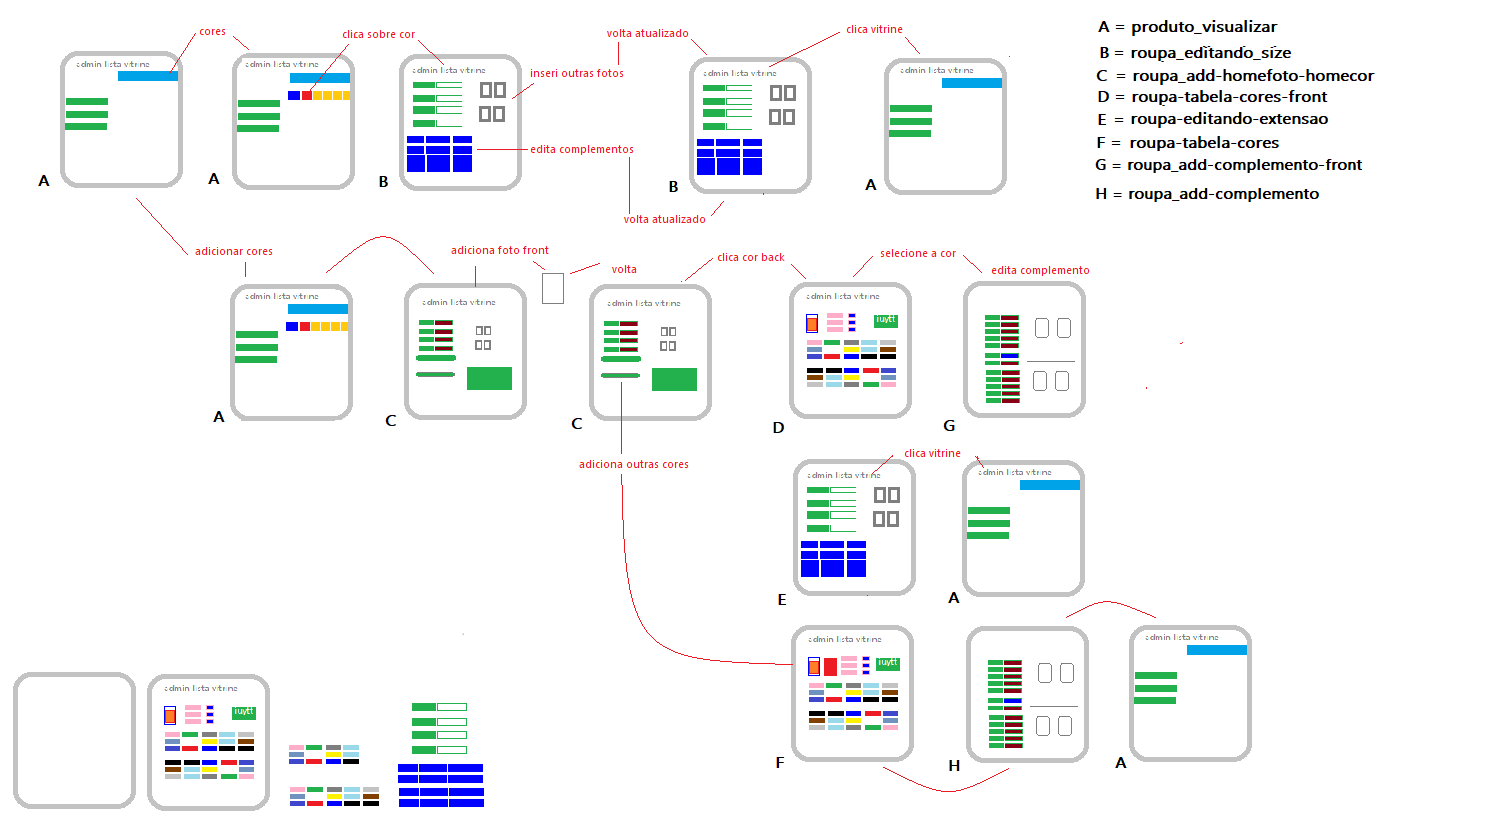 cores
clica sobre cor
volta atualizado
clica vitrine
A = produto_visualizar
B = roupa_editando_size
C = roupa_add-homefoto-homecor
D = roupa-tabela-cores-front
E = roupa-editando-extensao
F = roupa-tabela-cores
G = roupa_add-complemento-front
H = roupa_add-complemento
admin lista vitrine
admin lista vitrine
admin lista vitrine
admin lista vitrine
admin lista vitrine
inseri outras fotos
edita complementos
A
A
B
B
A
volta atualizado
adicionar cores
adiciona foto front
volta
clica cor back
selecione a cor
edita complemento
admin lista vitrine
admin lista vitrine
admin lista vitrine
admin lista vitrine
ruytt
A
C
C
D
G
adiciona outras cores
clica vitrine
admin lista vitrine
admin lista vitrine
E
A
admin lista vitrine
admin lista vitrine
ruytt
F
H
A
admin lista vitrine
ruytt